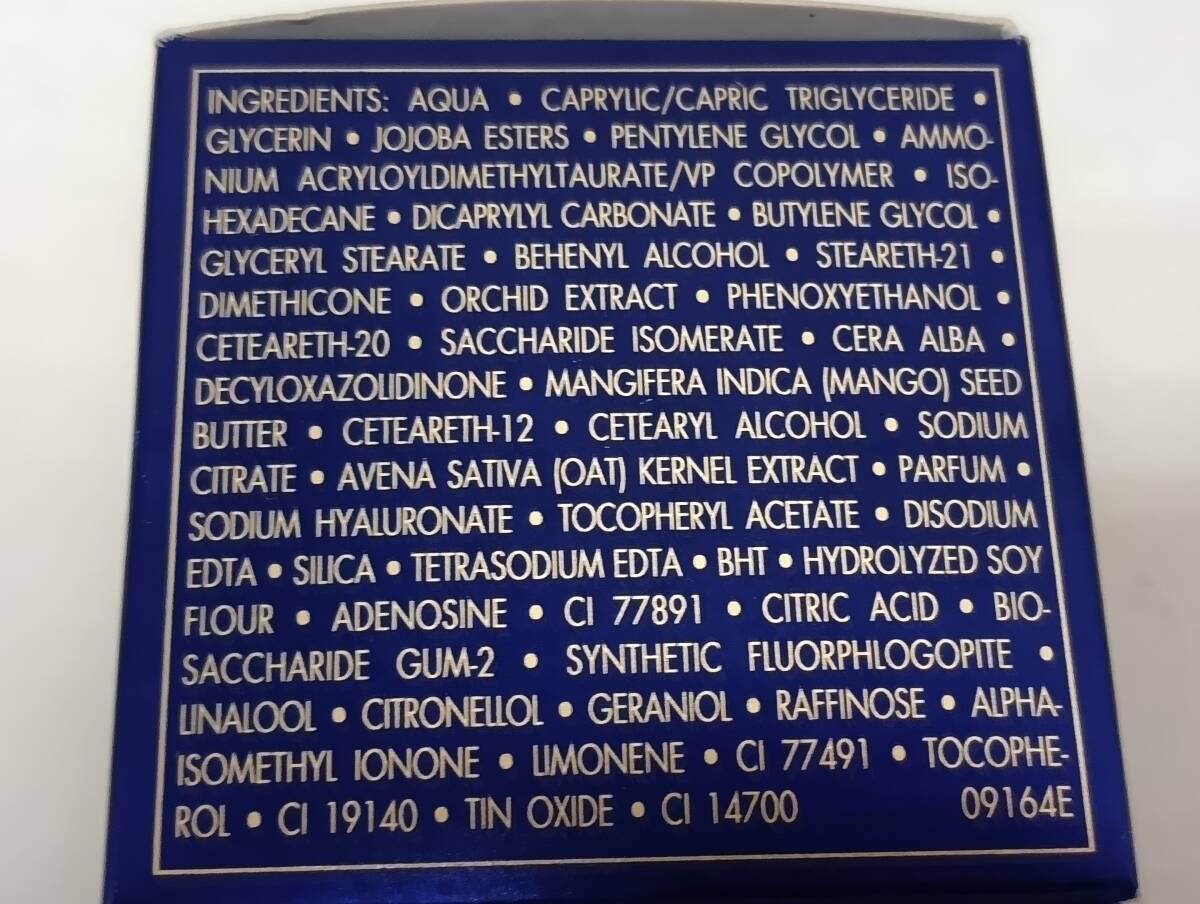 INGREDIENTS: AQUA • CAPRYLIC/CAPRIC TRIGLYCERIDE •
GLYCERIN • JOJOBA ESTERS • PENTYLENE GLYCOL • AMMO-
NIUM ACRYLOYLDIMETHYLTAURATE/VP COPOLYMER • ISO-
HEXADECANE • DICAPRYLYL CARBONATE • BUTYLENE GLYCOL •
GLYCERYL STEARATE • BEHENYL ALCOHOL • STEARETH-21 •
DIMETHICONE • ORCHID EXTRACT • PHENOXYETHANOL •
CETEARETH-20 • SACCHARIDE ISOMERATE • CERA ALBA •
DECYLOXAZOLIDINONE • MANGIFERA INDICA (MANGO) SEED
BUTTER • CETEARETH-12 • CETEARYL ALCOHOL • SODIUM
CITRATE • AVENA SATIVA (OAT) KERNEL EXTRACT • PARFUM •
SODIUM HYALURONATE • TOCOPHERYL ACETATE • DISODIUM
EDTA • SILICA • TETRASODIUM EDTA • BHT • HYDROLYZED SOY
FLOUR • ADENOSINE • CI 77891 • CITRIC ACID • BIO-
SACCHARIDE GUM-2 • SYNTHETIC FLUORPHLOGOPITE •
LINALOOL • CITRONELLOL • GERANIOL • RAFFINOSE • ALPHA-
ISOMETHYL IONONE • LIMONENE • CI 77491 • TOCOPHE-
ROL • CI 19140 • TIN OXIDE • CI 14700 09164E